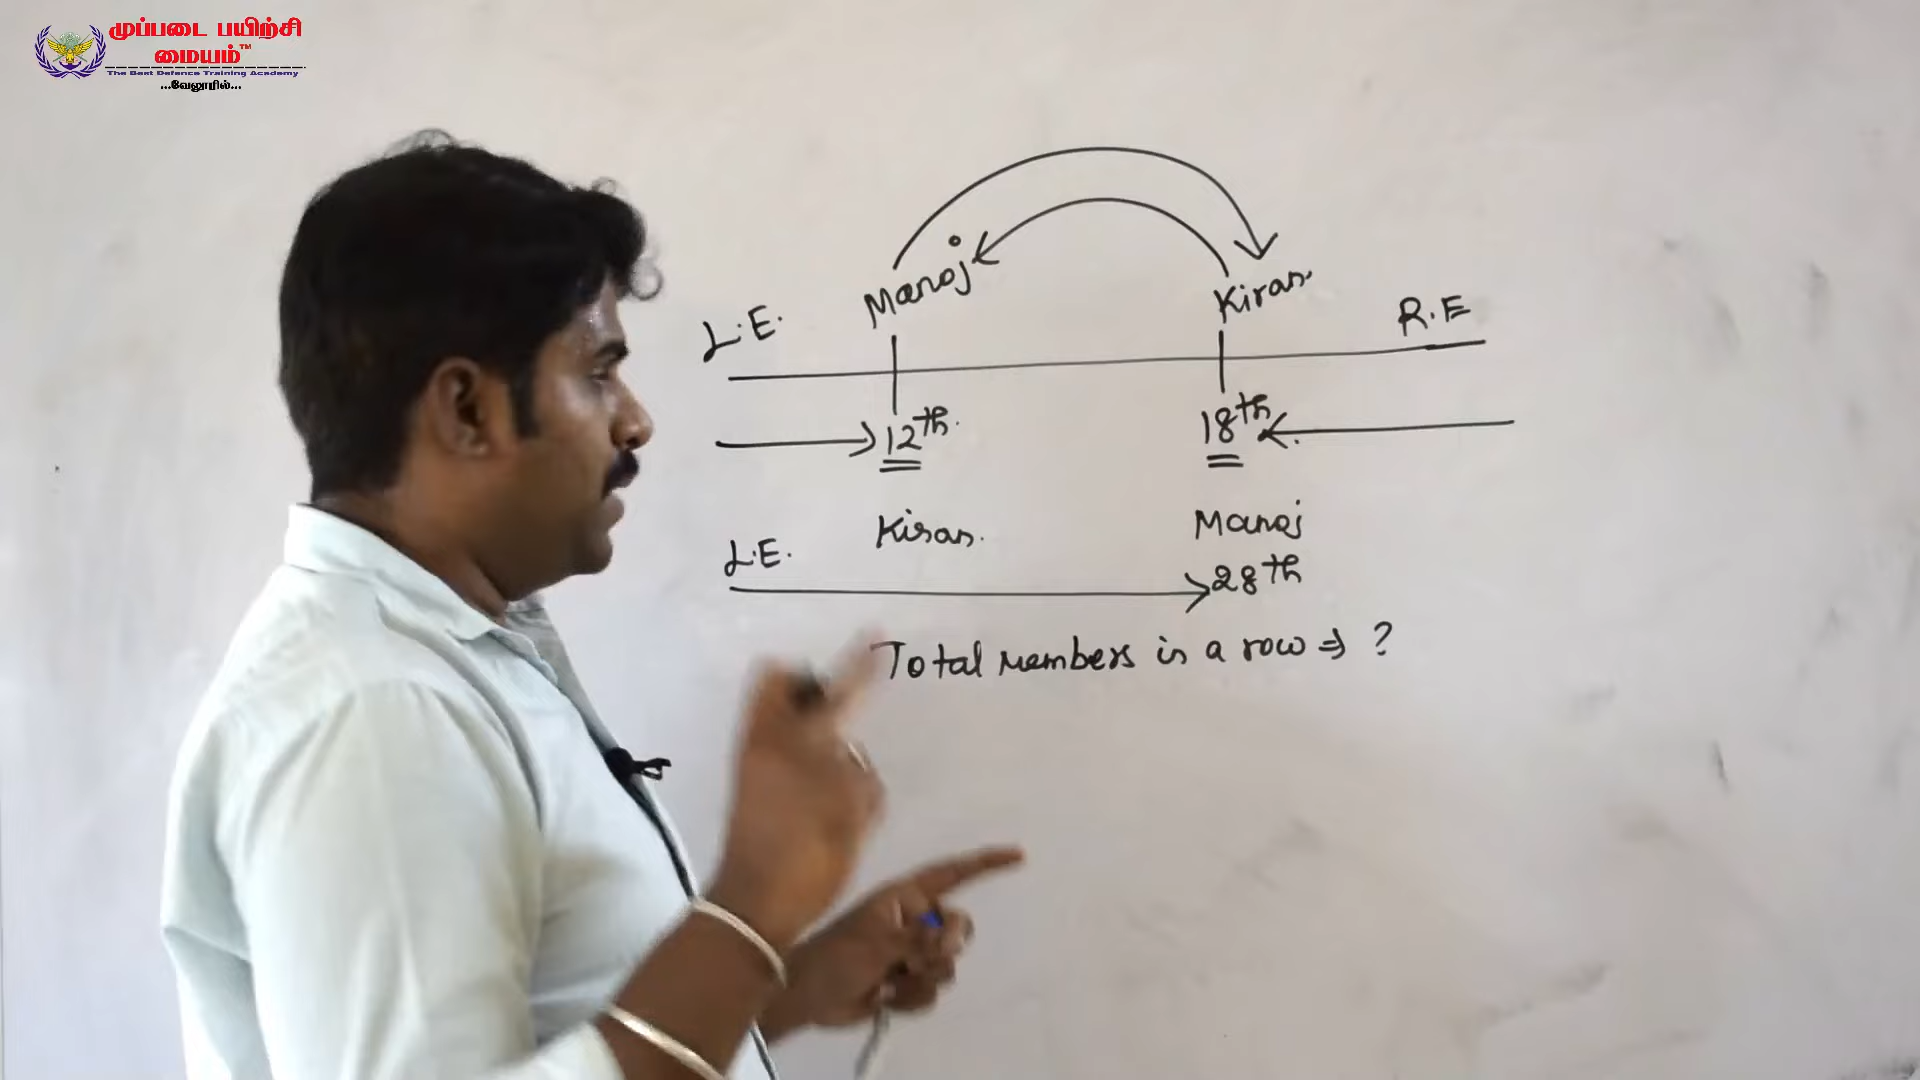 முப்படை பயிற்சி
மையம்™
The Best Defence Training Academy
...வேலூரில்...
Manoj
Kiran.
L.E.
R.E
12th.
18th
Kiran.
Manoj
L.E.
28th
Total members in a row ⇒ ?